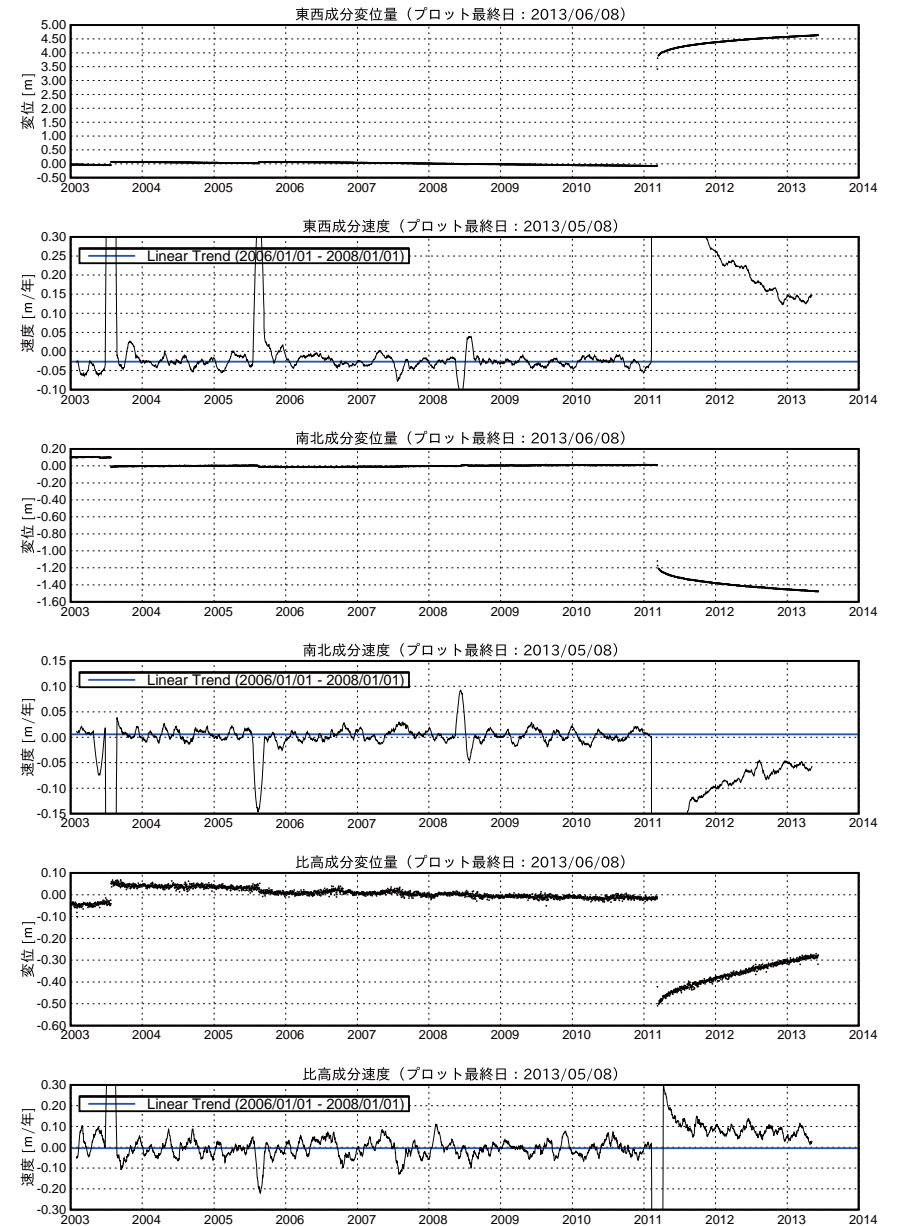 東西成分変位量（プロット最終日：2013/06/08）
5.00
4.50
4.00
3.50
3.00
2.50
2.00
1.50
1.00
0.50
0.00
-0.50
変位 [m]
2003 2004 2005 2006 2007 2008 2009 2010 2011 2012 2013 2014
東西成分速度（プロット最終日：2013/05/08）
0.30
0.25
0.20
0.15
0.10
0.05
0.00
-0.05
-0.10
速度 [m/年]
Linear Trend (2006/01/01 - 2008/01/01)
2003 2004 2005 2006 2007 2008 2009 2010 2011 2012 2013 2014
南北成分変位量（プロット最終日：2013/06/08）
0.20
0.00
-0.20
-0.40
-0.60
-0.80
-1.00
-1.20
-1.40
-1.60
変位 [m]
2003 2004 2005 2006 2007 2008 2009 2010 2011 2012 2013 2014
南北成分速度（プロット最終日：2013/05/08）
0.15
0.10
0.05
0.00
-0.05
-0.10
-0.15
速度 [m/年]
Linear Trend (2006/01/01 - 2008/01/01)
2003 2004 2005 2006 2007 2008 2009 2010 2011 2012 2013 2014
比高成分変位量（プロット最終日：2013/06/08）
0.10
0.00
-0.10
-0.20
-0.30
-0.40
-0.50
-0.60
変位 [m]
2003 2004 2005 2006 2007 2008 2009 2010 2011 2012 2013 2014
比高成分速度（プロット最終日：2013/05/08）
0.30
0.20
0.10
0.00
-0.10
-0.20
-0.30
速度 [m/年]
Linear Trend (2006/01/01 - 2008/01/01)
2003 2004 2005 2006 2007 2008 2009 2010 2011 2012 2013 2014